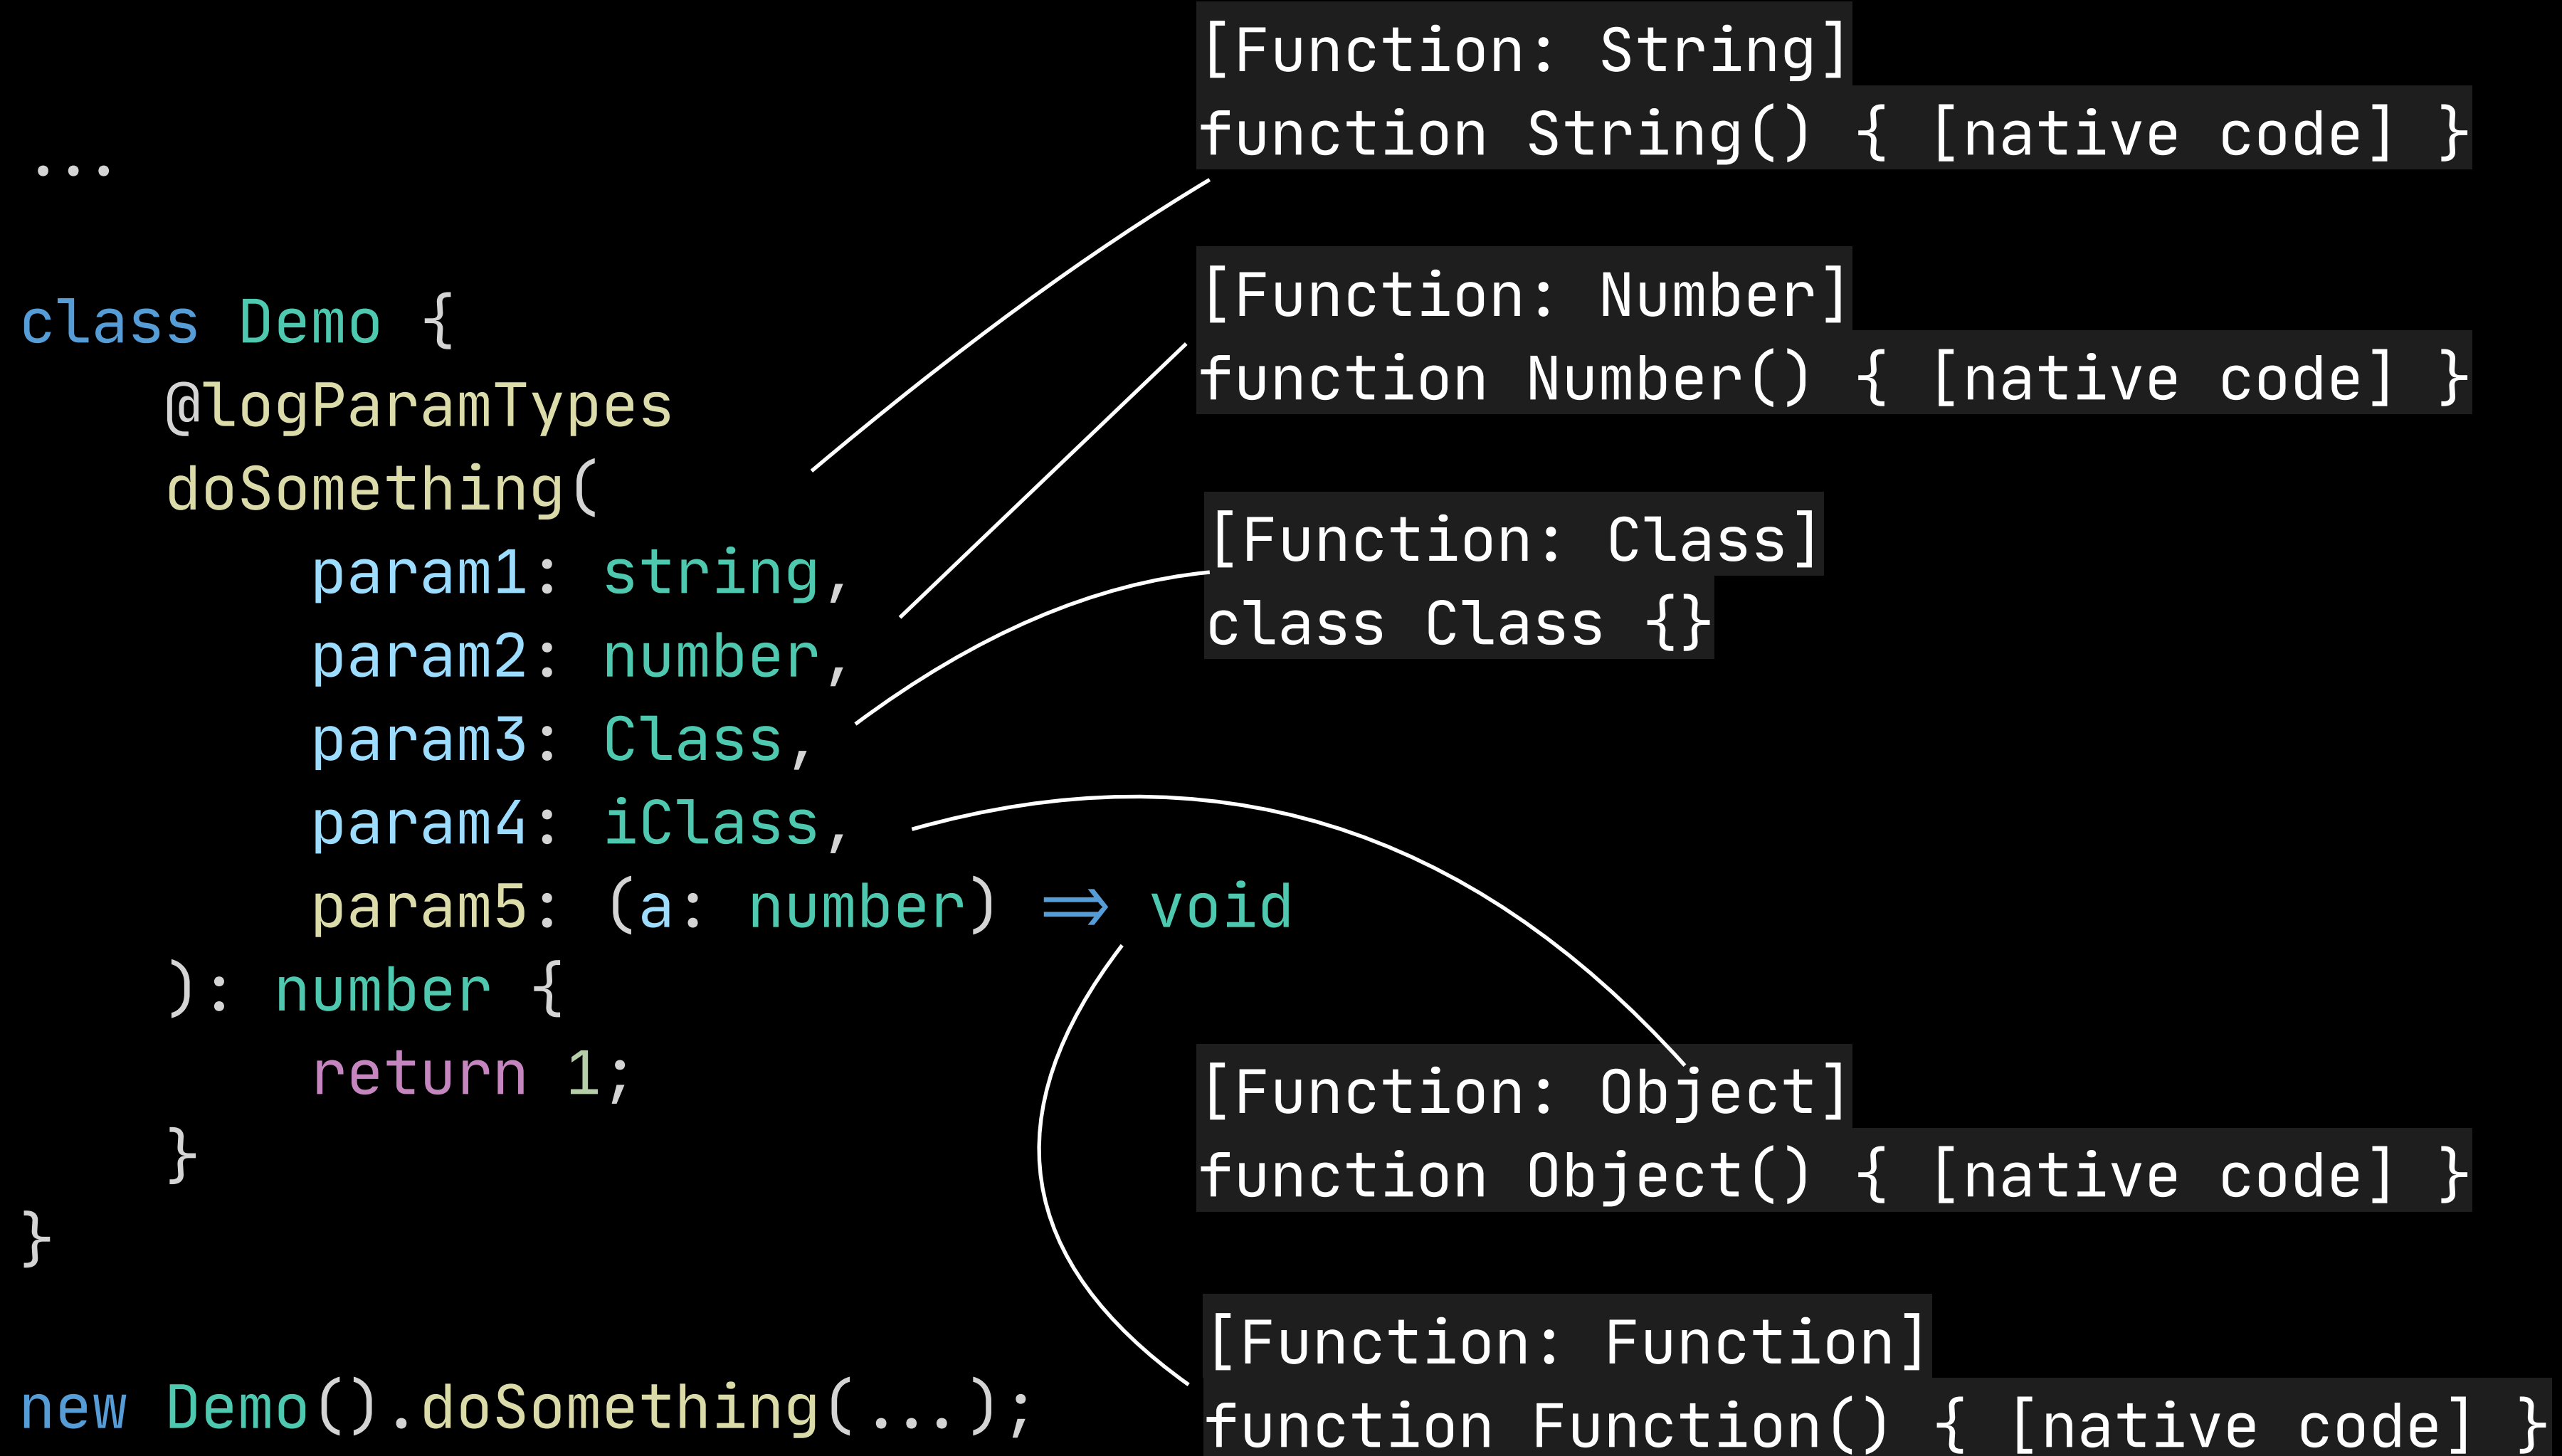 ...
class Demo {
    @logParamTypes
    doSomething(
        param1: string,
        param2: number,
        param3: Class,
        param4: iClass,
        param5: (a: number) => void
    ): number {
        return 1;
    }
}
new Demo().doSomething(...);
[Function: String]
function String() { [native code] }
[Function: Number]
function Number() { [native code] }
[Function: Class]
class Class {}
[Function: Object]
function Object() { [native code] }
[Function: Function]
function Function() { [native code] }